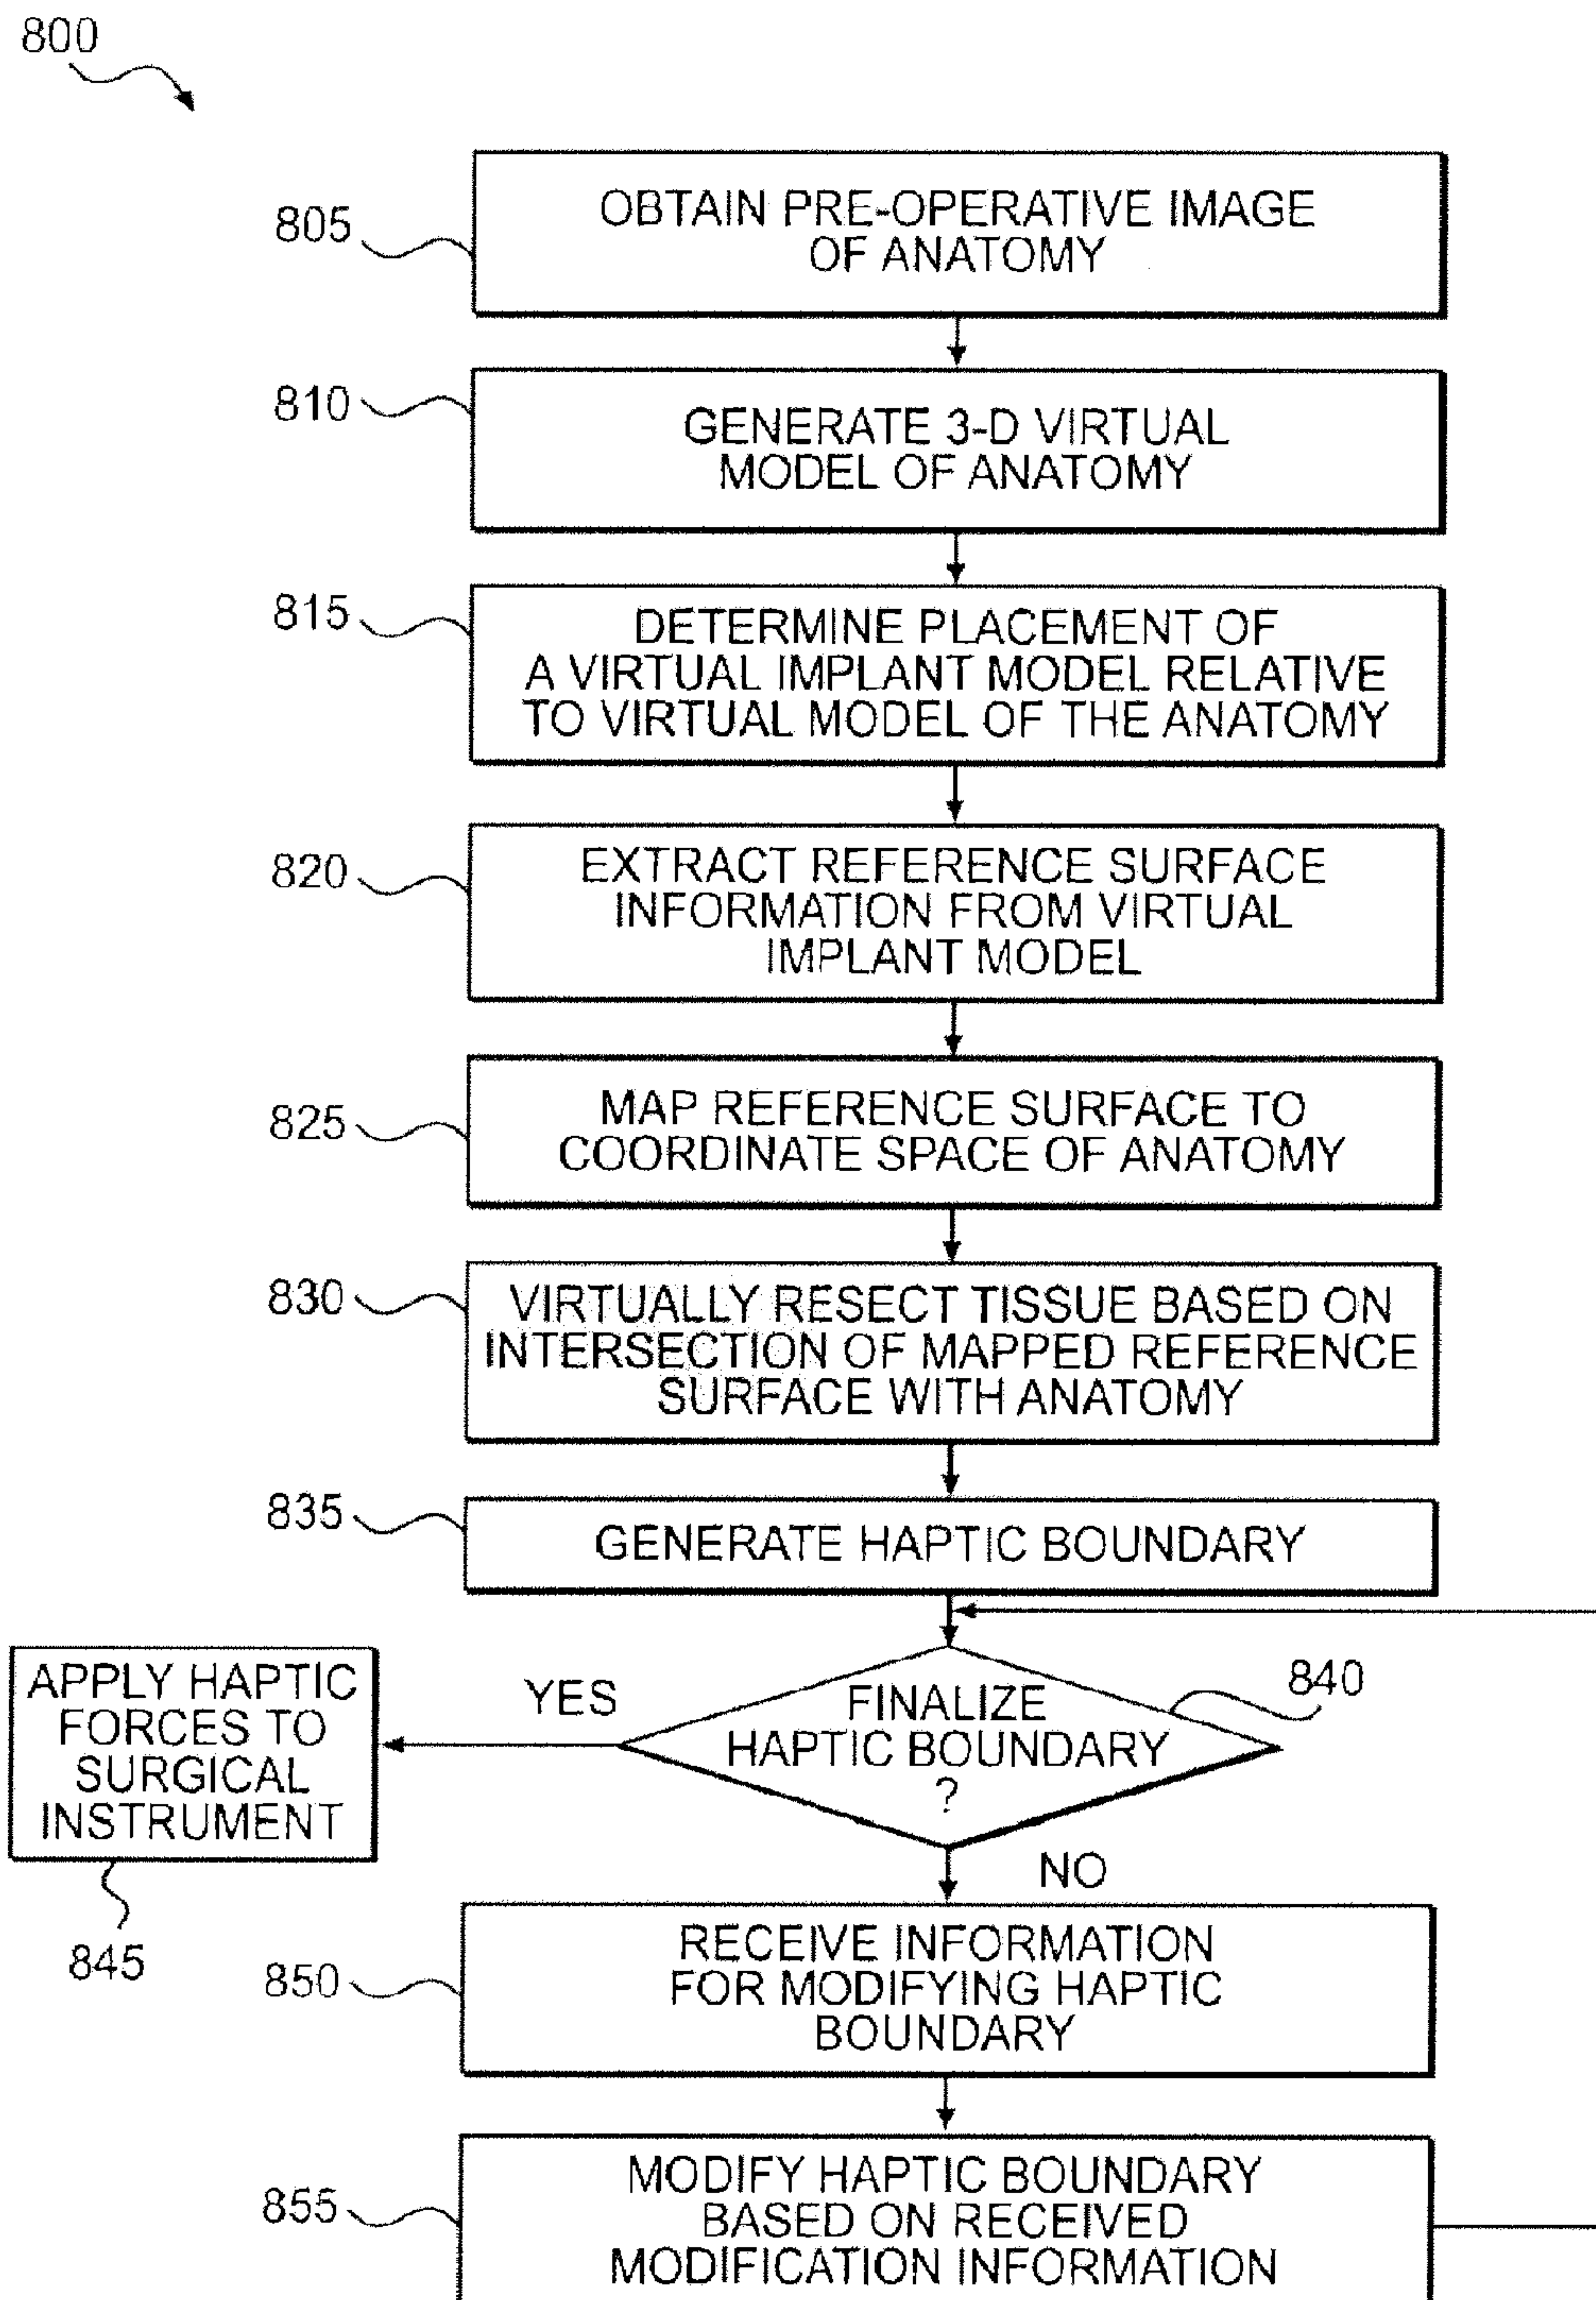 800
805
OBTAIN PRE-OPERATIVE IMAGE
OF ANATOMY
810
GENERATE 3-D VIRTUAL
MODEL OF ANATOMY
815
DETERMINE PLACEMENT OF
A VIRTUAL IMPLANT MODEL RELATIVE
TO VIRTUAL MODEL OF THE ANATOMY
820
EXTRACT REFERENCE SURFACE
INFORMATION FROM VIRTUAL
IMPLANT MODEL
825
MAP REFERENCE SURFACE TO
COORDINATE SPACE OF ANATOMY
830
VIRTUALLY RESECT TISSUE BASED ON
INTERSECTION OF MAPPED REFERENCE
SURFACE WITH ANATOMY
835
GENERATE HAPTIC BOUNDARY
840
FINALIZE
HAPTIC BOUNDARY
?
YES
APPLY HAPTIC
FORCES TO
SURGICAL
INSTRUMENT
845
NO
850
RECEIVE INFORMATION
FOR MODIFYING HAPTIC
BOUNDARY
855
MODIFY HAPTIC BOUNDARY
BASED ON RECEIVED
MODIFICATION INFORMATION